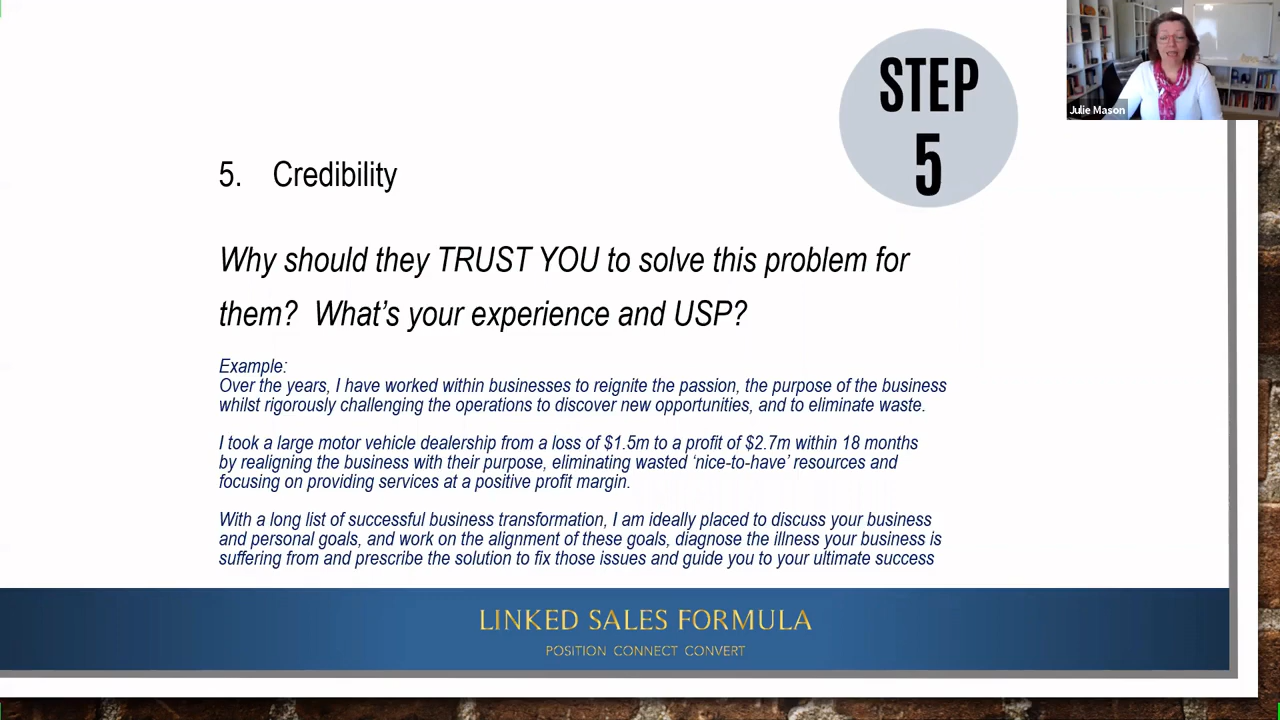 STEP
5
Julie Mason
5. Credibility
Why should they TRUST YOU to solve this problem for
them? What's your experience and USP?
Example:
Over the years, I have worked within businesses to reignite the passion, the purpose of the business
whilst rigorously challenging the operations to discover new opportunities, and to eliminate waste.
I took a large motor vehicle dealership from a loss of $1.5m to a profit of $2.7m within 18 months
by realigning the business with their purpose, eliminating wasted 'nice-to-have' resources and
focusing on providing services at a positive profit margin.
With a long list of successful business transformation, I am ideally placed to discuss your business
and personal goals, and work on the alignment of these goals, diagnose the illness your business is
suffering from and prescribe the solution to fix those issues and guide you to your ultimate success
LINKED SALES FORMULA
POSITION CONNECT CONVERT